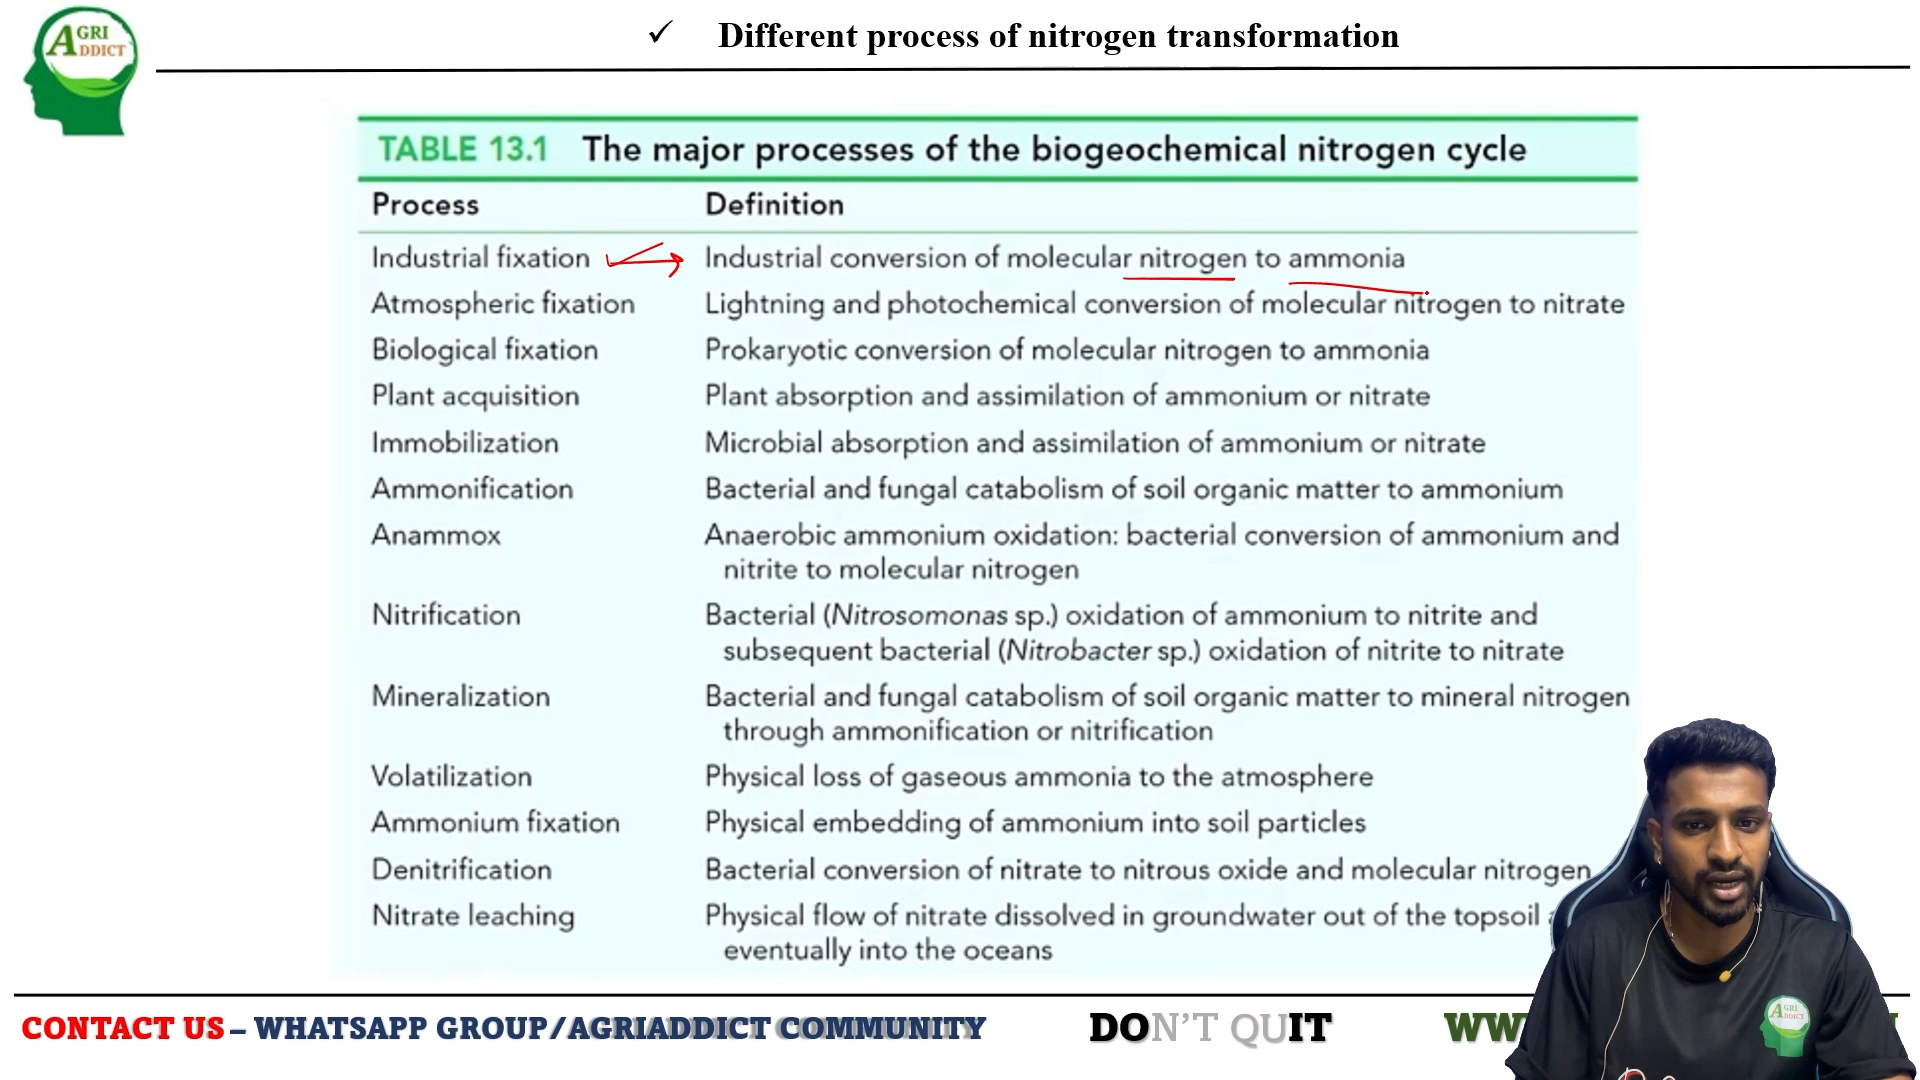 AGRI
ADDICT
✓ Different process of nitrogen transformation
TABLE 13.1 The major processes of the biogeochemical nitrogen cycle
Process Definition
Industrial fixation Industrial conversion of molecular nitrogen to ammonia
Atmospheric fixation Lightning and photochemical conversion of molecular nitrogen to nitrate
Biological fixation Prokaryotic conversion of molecular nitrogen to ammonia
Plant acquisition Plant absorption and assimilation of ammonium or nitrate
Immobilization Microbial absorption and assimilation of ammonium or nitrate
Ammonification Bacterial and fungal catabolism of soil organic matter to ammonium
Anammox Anaerobic ammonium oxidation: bacterial conversion of ammonium and
nitrite to molecular nitrogen
Nitrification Bacterial (Nitrosomonas sp.) oxidation of ammonium to nitrite and
subsequent bacterial (Nitrobacter sp.) oxidation of nitrite to nitrate
Mineralization Bacterial and fungal catabolism of soil organic matter to mineral nitrogen
through ammonification or nitrification
Volatilization Physical loss of gaseous ammonia to the atmosphere
Ammonium fixation Physical embedding of ammonium into soil particles
Denitrification Bacterial conversion of nitrate to nitrous oxide and molecular nitrogen
Nitrate leaching Physical flow of nitrate dissolved in groundwater out of the topsoil
eventually into the oceans
CONTACT US – WHATSAPP GROUP/AGRIADDICT COMMUNITY DON'T QUIT
AGRI
ADDICT